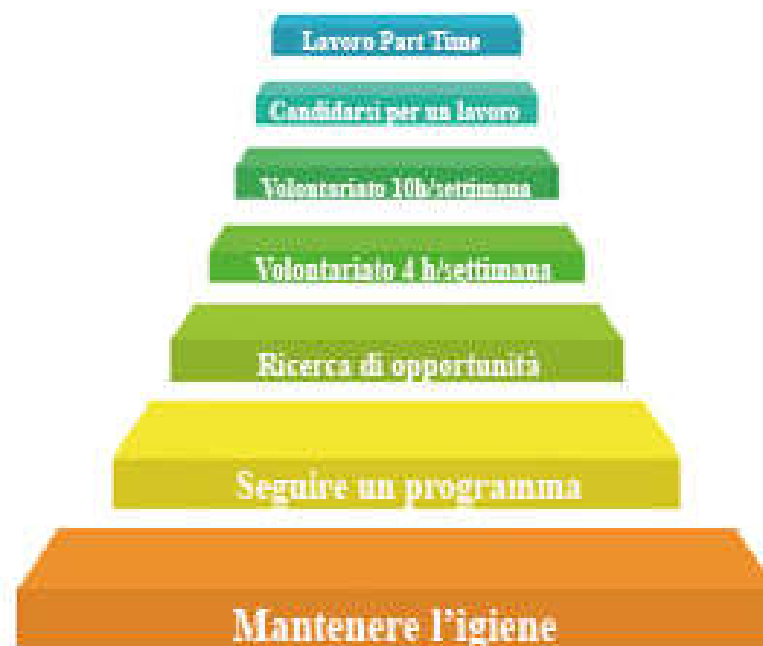 Lavoro Part Time
Candidarsi per un lavoro
Volontariato 10h/settimana
Volontariato 4 h/settimana
Ricerca di opportunità
Seguire un programma
Mantenere l'igiene